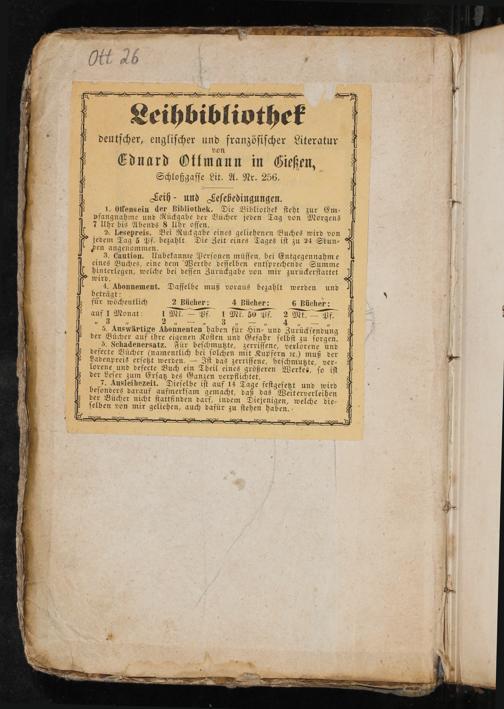 Ott 26
Leihbibliothek
deutscher, englischer und französischer Literatur
von
Eduard Ottmann in Gießen,
Schloßgasse Lit. A. Nr. 256.
Leih- und Lesebedingungen.
1. Offensein der Bibliothek. Die Bibliothek steht zur Em-
pfangnahme und Rückgabe der Bücher jeden Tag von Morgens
7 Uhr bis Abends 8 Uhr offen.
2. Lesepreis. Bei Rückgabe eines geliehenen Buches wird von
jedem Tag 5 Pf. bezahlt. Die Zeit eines Tages ist zu 24 Stun-
den angenommen.
3. Caution. Unbekannte Personen müssen, bei Entgegennahme
eines Buches, eine dem Werthe desselben entsprechende Summe
hinterlegen, welche bei dessen Zurückgabe von mir zurückerstattet
wird.
4. Abonnement. Dasselbe muß voraus bezahlt werden und
beträgt:
für wöchentlich 2 Bücher: 4 Bücher: 6 Bücher:
auf 1 Monat: 1 Mk. — Pf. 1 Mk. 50 Pf. 2 Mk. — Pf.
„ 3 „ 2 „ — „ 3 „ — „ 4 „ — „
5. Auswärtige Abonnenten haben für Hin- und Zurücksendung
der Bücher auf ihre eigenen Kosten und Gefahr selbst zu sorgen.
5. Schadenersatz. Für beschmutzte, zerrissene, verlorene und
defecte Bücher (namentlich bei solchen mit Kupfern ꝛc.) muß der
Ladenpreis ersetzt werden. — Ist das zerrissene, beschmutzte, ver-
lorene und defecte Buch ein Theil eines größeren Werkes, so ist
der Leser zum Ersatz des Ganzen verpflichtet.
7. Ausleihezeit. Dieselbe ist auf 14 Tage festgesetzt und wird
besonders darauf aufmerksam gemacht, daß das Weiterverleihen
der Bücher nicht stattfinden darf, indem Diejenigen, welche die-
selben von mir geliehen, auch dafür zu stehen haben.